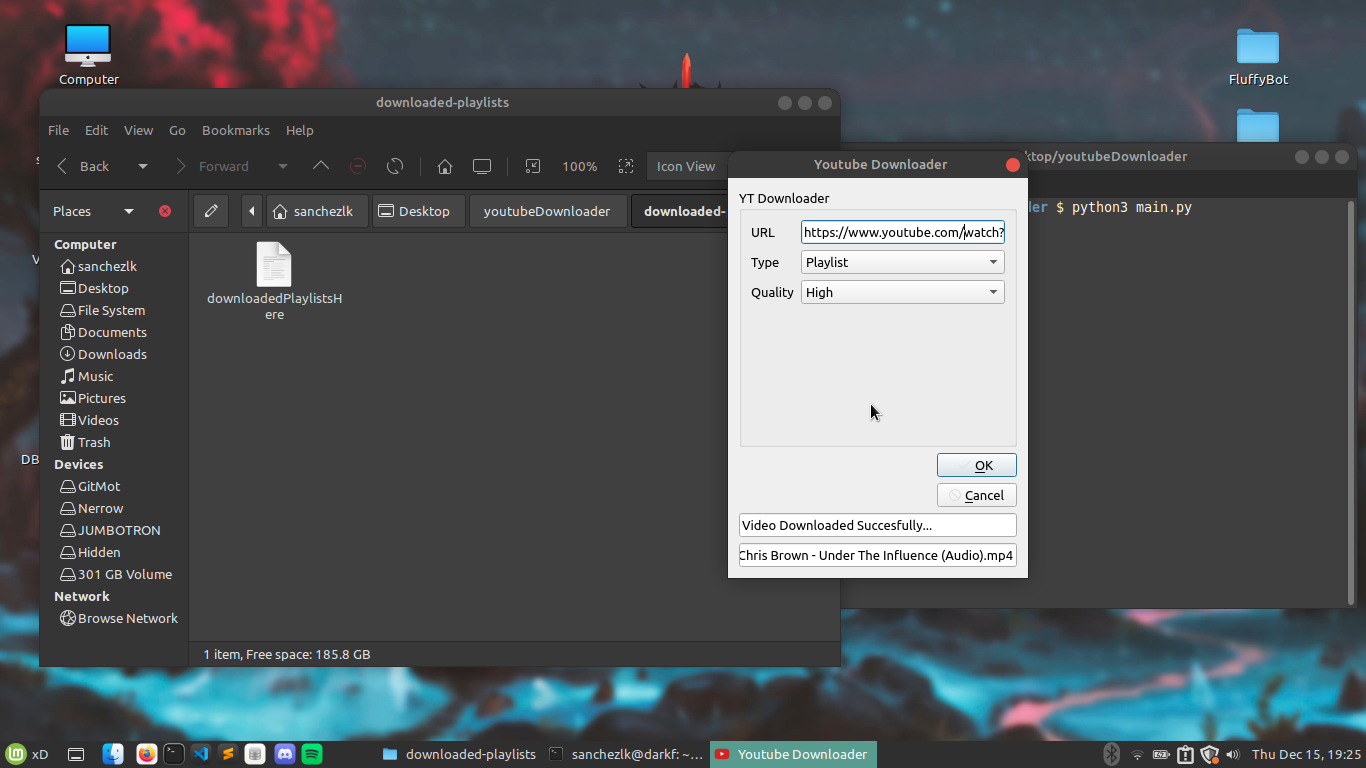 Computer
FluffyBot
downloaded-playlists
File Edit View Go Bookmarks Help
Back Forward 100% Icon View
Places sanchezlk Desktop youtubeDownloader downloaded-
Computer
sanchezlk
Desktop
File System
Documents
Downloads
Music
Pictures
Videos
Trash
Devices
GitMot
Nerrow
JUMBOTRON
Hidden
301 GB Volume
Network
Browse Network
downloadedPlaylistsH
ere
1 item, Free space: 185.8 GB
DB
ktop/youtubeDownloader
der $ python3 main.py
Youtube Downloader
YT Downloader
URL https://www.youtube.com/watch?
Type Playlist
Quality High
OK
Cancel
Video Downloaded Succesfully...
Chris Brown - Under The Influence (Audio).mp4
xD downloaded-playlists sanchezlk@darkf: ~... Youtube Downloader Thu Dec 15, 19:25